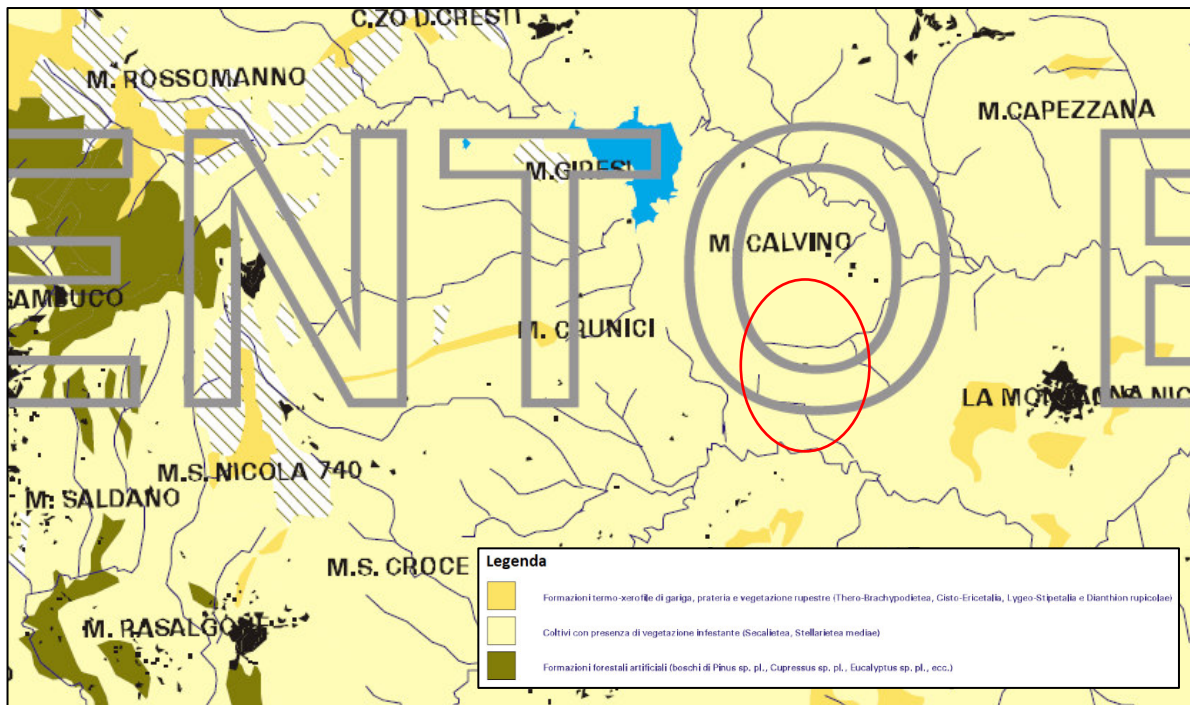 C.ZO D.CRESTI
M. ROSSOMANNO
M.CAPEZZANA
ENTO E
M.GIRESI
M. CALVINO
SAMBUCO
M. CRUNICI
LA MONTAGNA
NIC
M.S. NICOLA 740
M. SALDANO
M.S. CROCE
M. RASALGONE
Legenda
Formazioni termo-xerofile di gariga, prateria e vegetazione rupestre (Thero-Brachypodietea, Cisto-Ericetalia, Lygeo-Stipetalia e Dianthion rupicolae)
Coltivi con presenza di vegetazione infestante (Secalietea, Stellarietea mediae)
Formazioni forestali artificiali (boschi di Pinus sp. pl., Cupressus sp. pl., Eucalyptus sp. pl., ecc.)